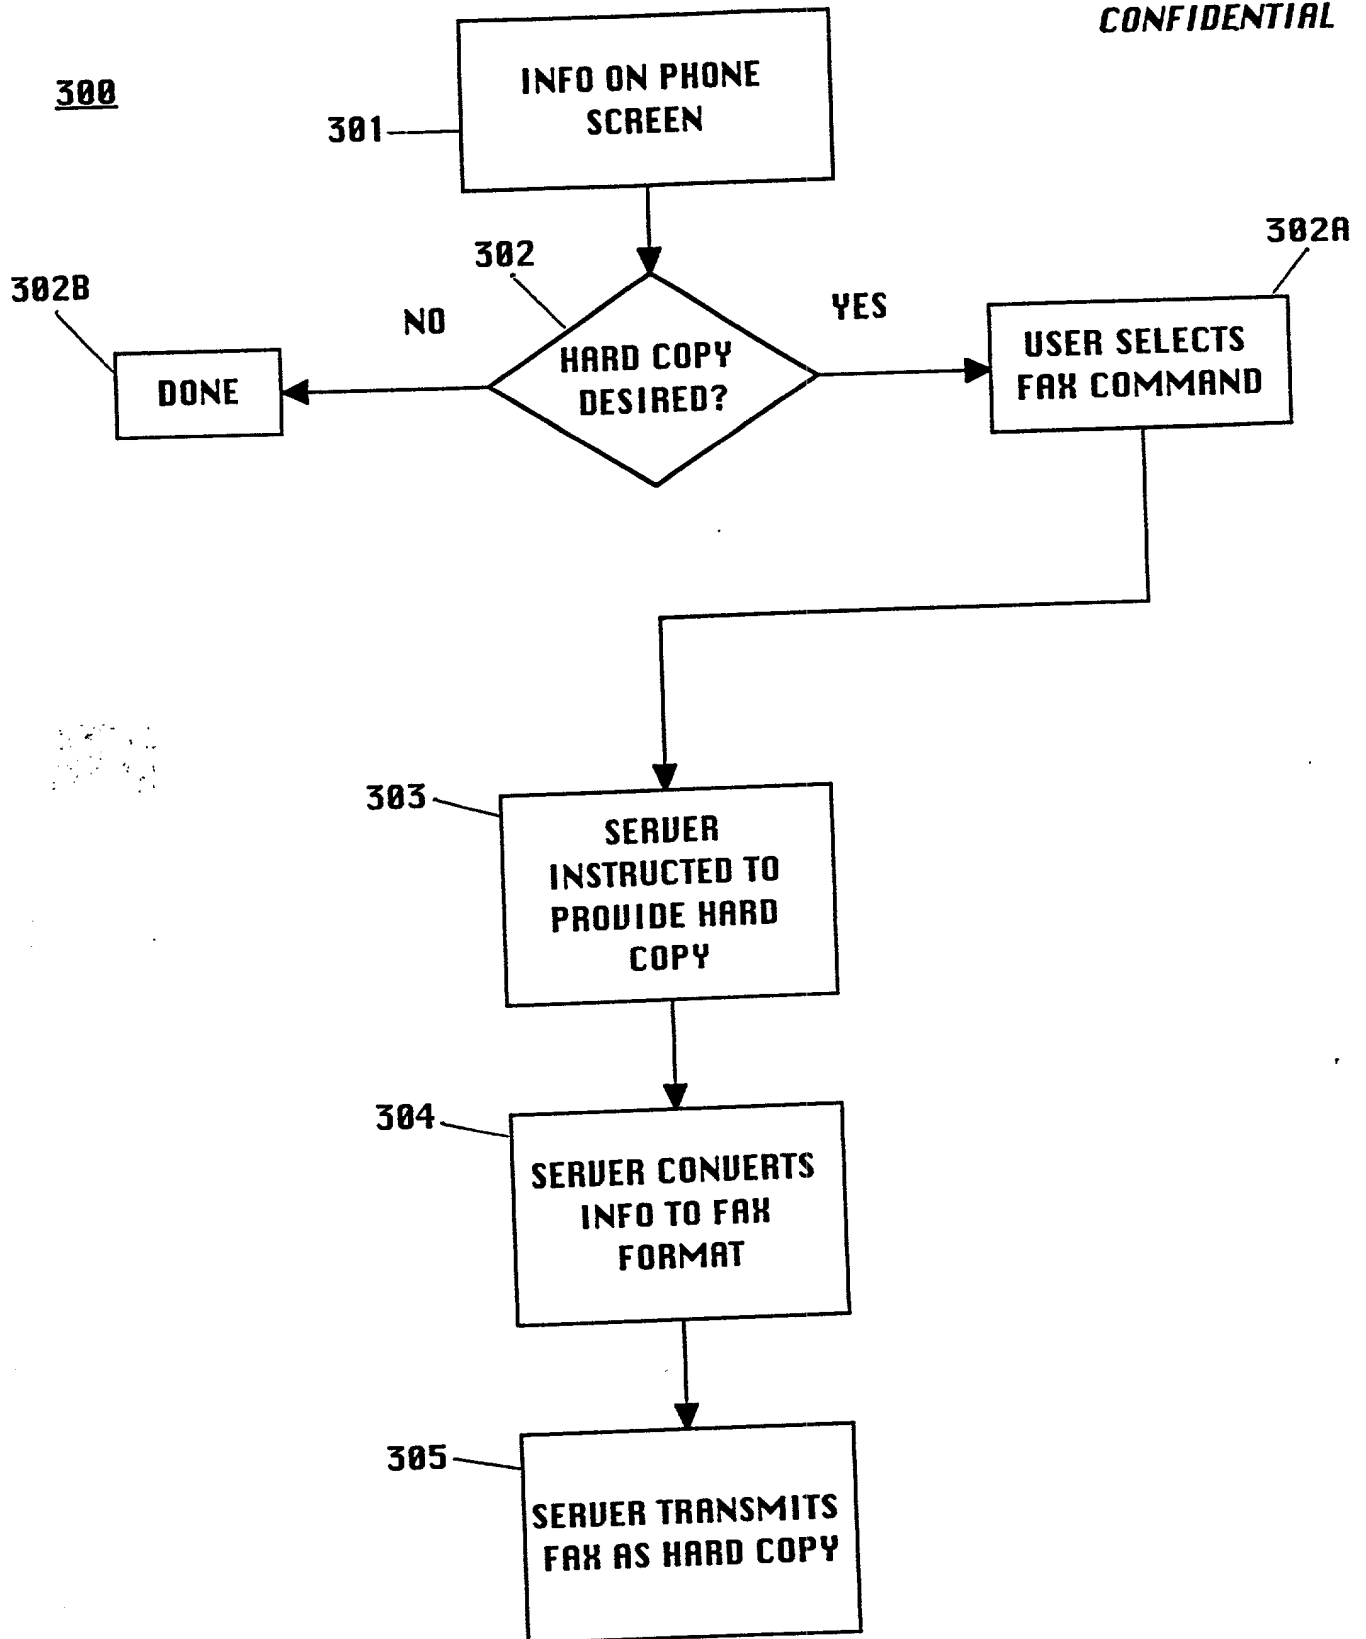 CONFIDENTIAL
300
INFO ON PHONE
SCREEN
301
302
302A
302B
NO
YES
HARD COPY
DESIRED?
DONE
USER SELECTS
FAX COMMAND
303
SERVER
INSTRUCTED TO
PROVIDE HARD
COPY
304
SERVER CONVERTS
INFO TO FAX
FORMAT
305
SERVER TRANSMITS
FAX AS HARD COPY